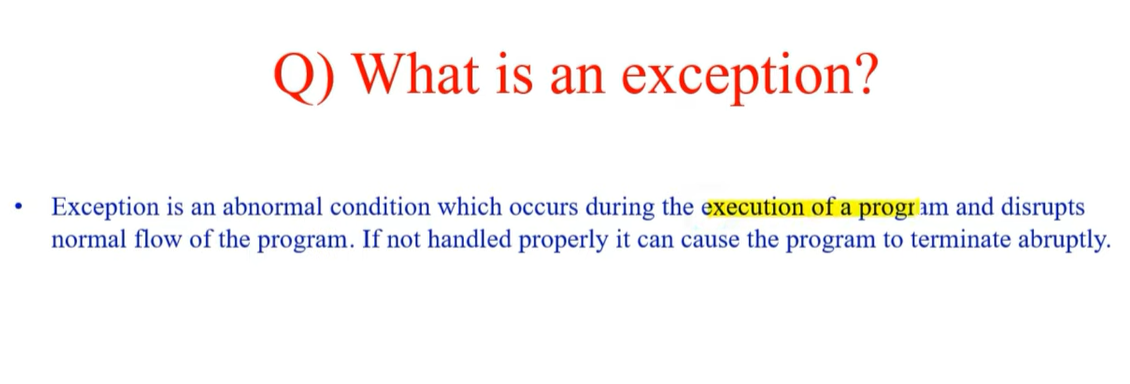 Q) What is an exception?
• Exception is an abnormal condition which occurs during the execution of a program and disrupts
normal flow of the program. If not handled properly it can cause the program to terminate abruptly.